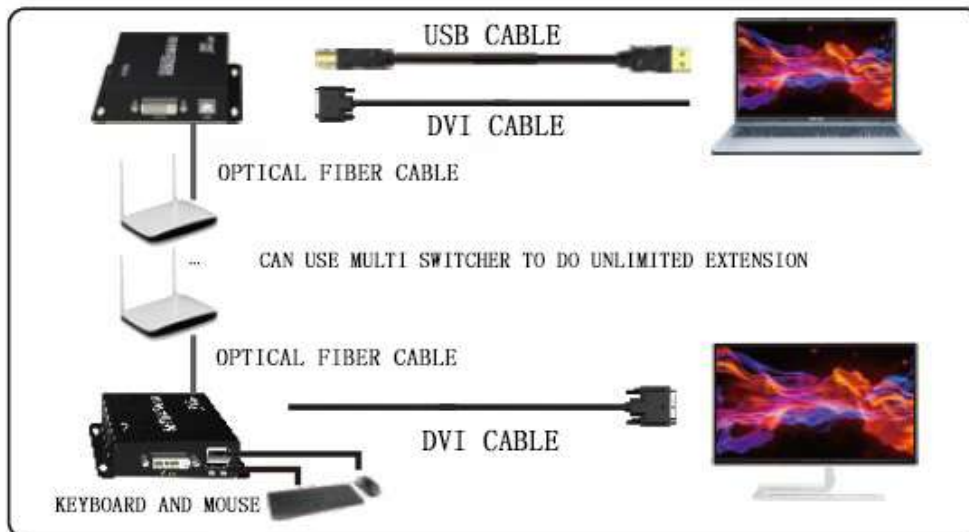 USB CABLE
DVI CABLE
OPTICAL FIBER CABLE
... CAN USE MULTI SWITCHER TO DO UNLIMITED EXTENSION
OPTICAL FIBER CABLE
DVI CABLE
KEYBOARD AND MOUSE